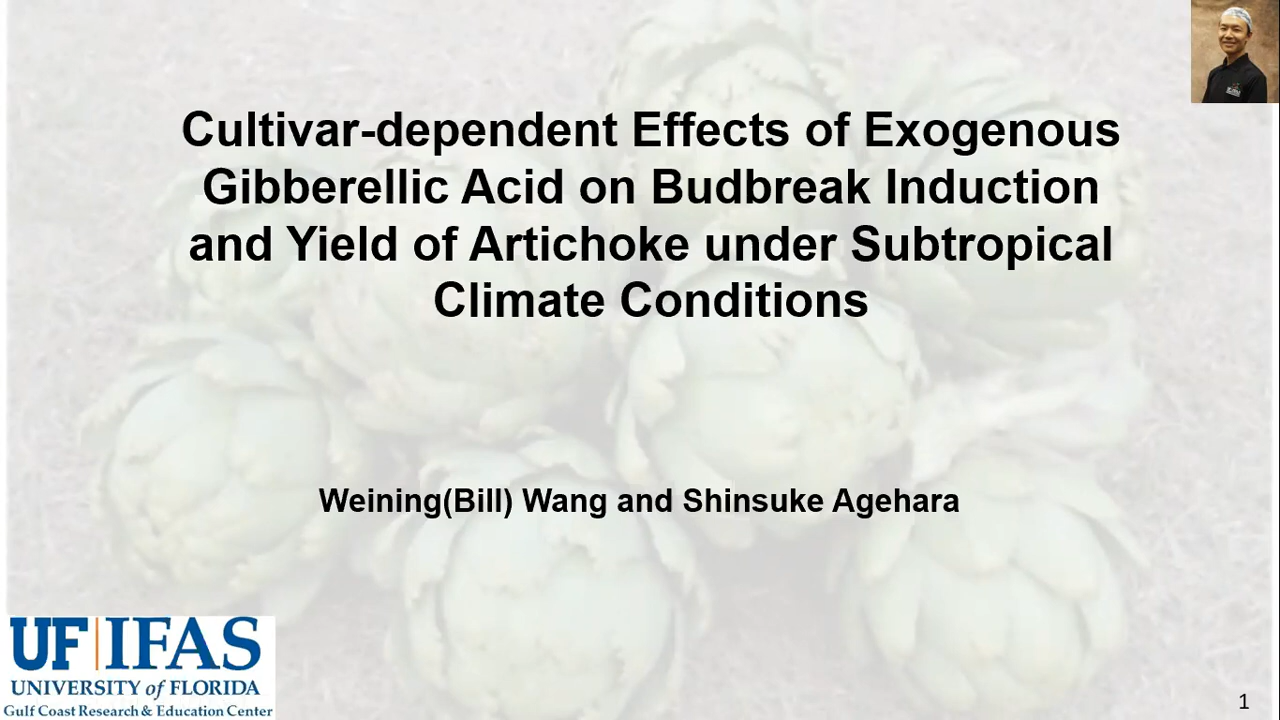 Cultivar-dependent Effects of Exogenous
Gibberellic Acid on Budbreak Induction
and Yield of Artichoke under Subtropical
Climate Conditions
Weining(Bill) Wang and Shinsuke Agehara
UF|IFAS
UNIVERSITY of FLORIDA
Gulf Coast Research & Education Center
1